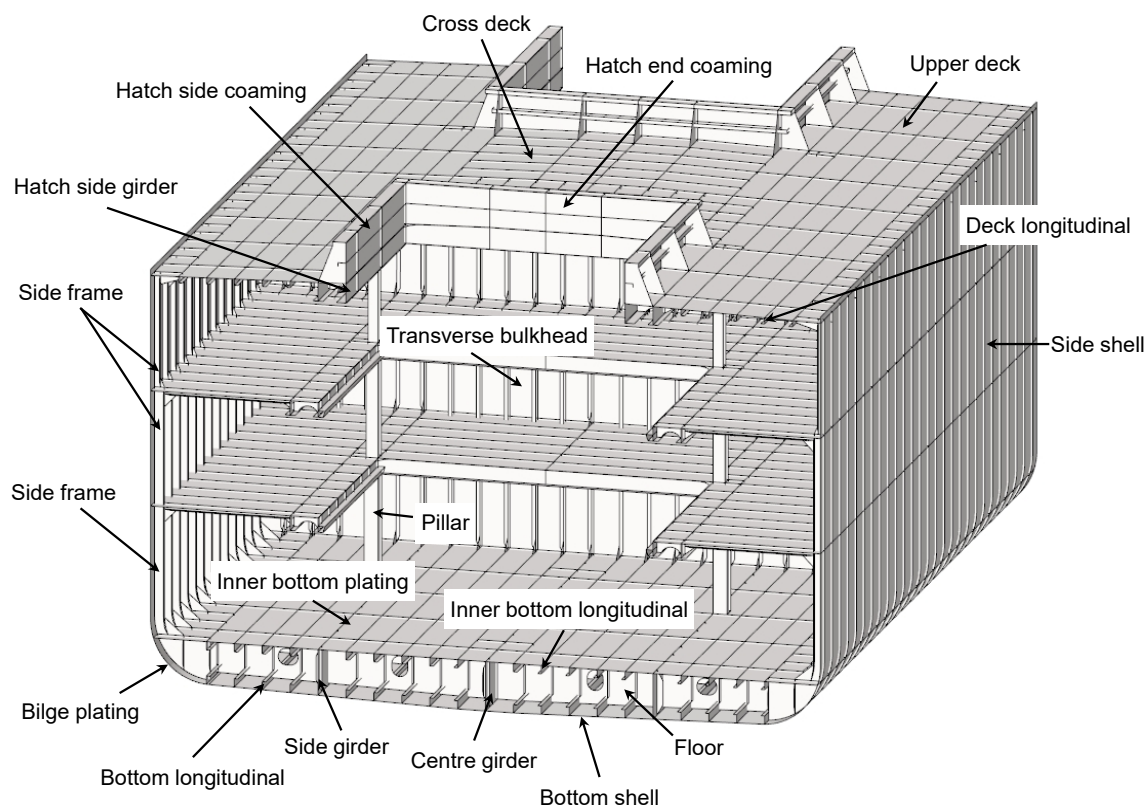 Cross deck
Hatch end coaming
Upper deck
Hatch side coaming
Hatch side girder
Deck longitudinal
Side frame
Transverse bulkhead
Side shell
Side frame
Pillar
Inner bottom plating
Inner bottom longitudinal
Bilge plating
Side girder
Centre girder
Floor
Bottom longitudinal
Bottom shell